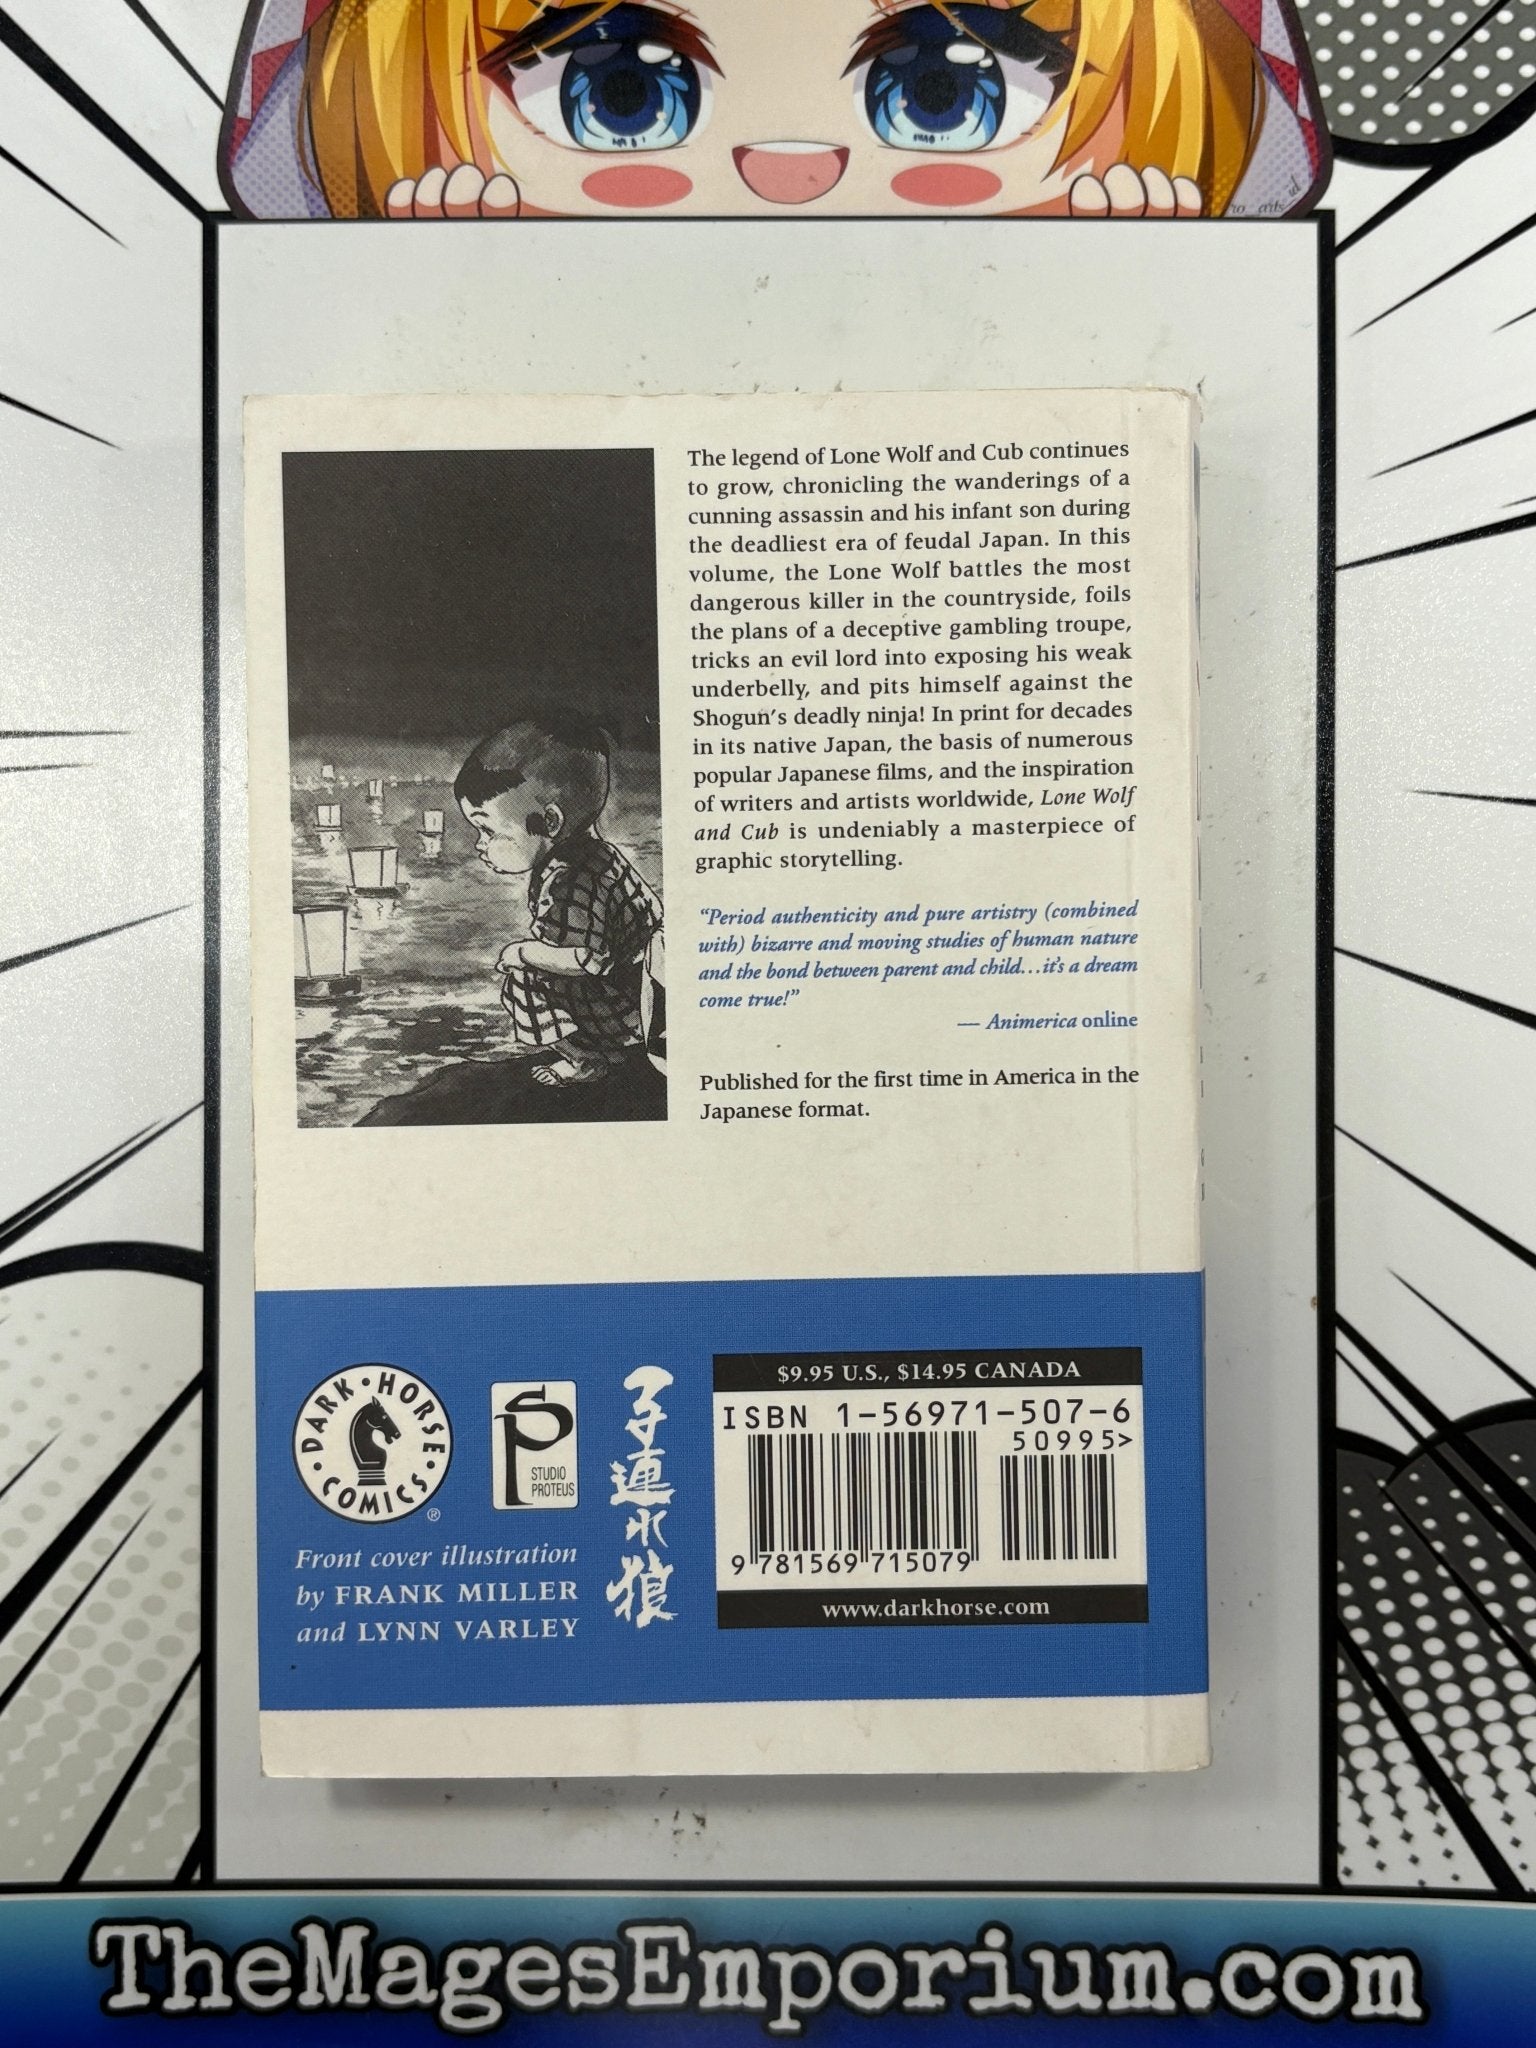 The legend of Lone Wolf and Cub continues
to grow, chronicling the wanderings of a
cunning assassin and his infant son during
the deadliest era of feudal Japan. In this
volume, the Lone Wolf battles the most
dangerous killer in the countryside, foils
the plans of a deceptive gambling troupe,
tricks an evil lord into exposing his weak
underbelly, and pits himself against the
Shogun's deadly ninja! In print for decades
in its native Japan, the basis of numerous
popular Japanese films, and the inspiration
of writers and artists worldwide, Lone Wolf
and Cub is undeniably a masterpiece of
graphic storytelling.
“Period authenticity and pure artistry (combined
with) bizarre and moving studies of human nature
and the bond between parent and child…it's a dream
come true!”
— Animerica online
Published for the first time in America in the
Japanese format.
DARK • HORSE • COMICS •
®
SP
STUDIO
PROTEUS
子連れ狼
Front cover illustration
by FRANK MILLER
and LYNN VARLEY
$9.95 U.S., $14.95 CANADA
ISBN 1-56971-507-6
50995>
9 781569 715079
www.darkhorse.com
TheMagesEmporium.com